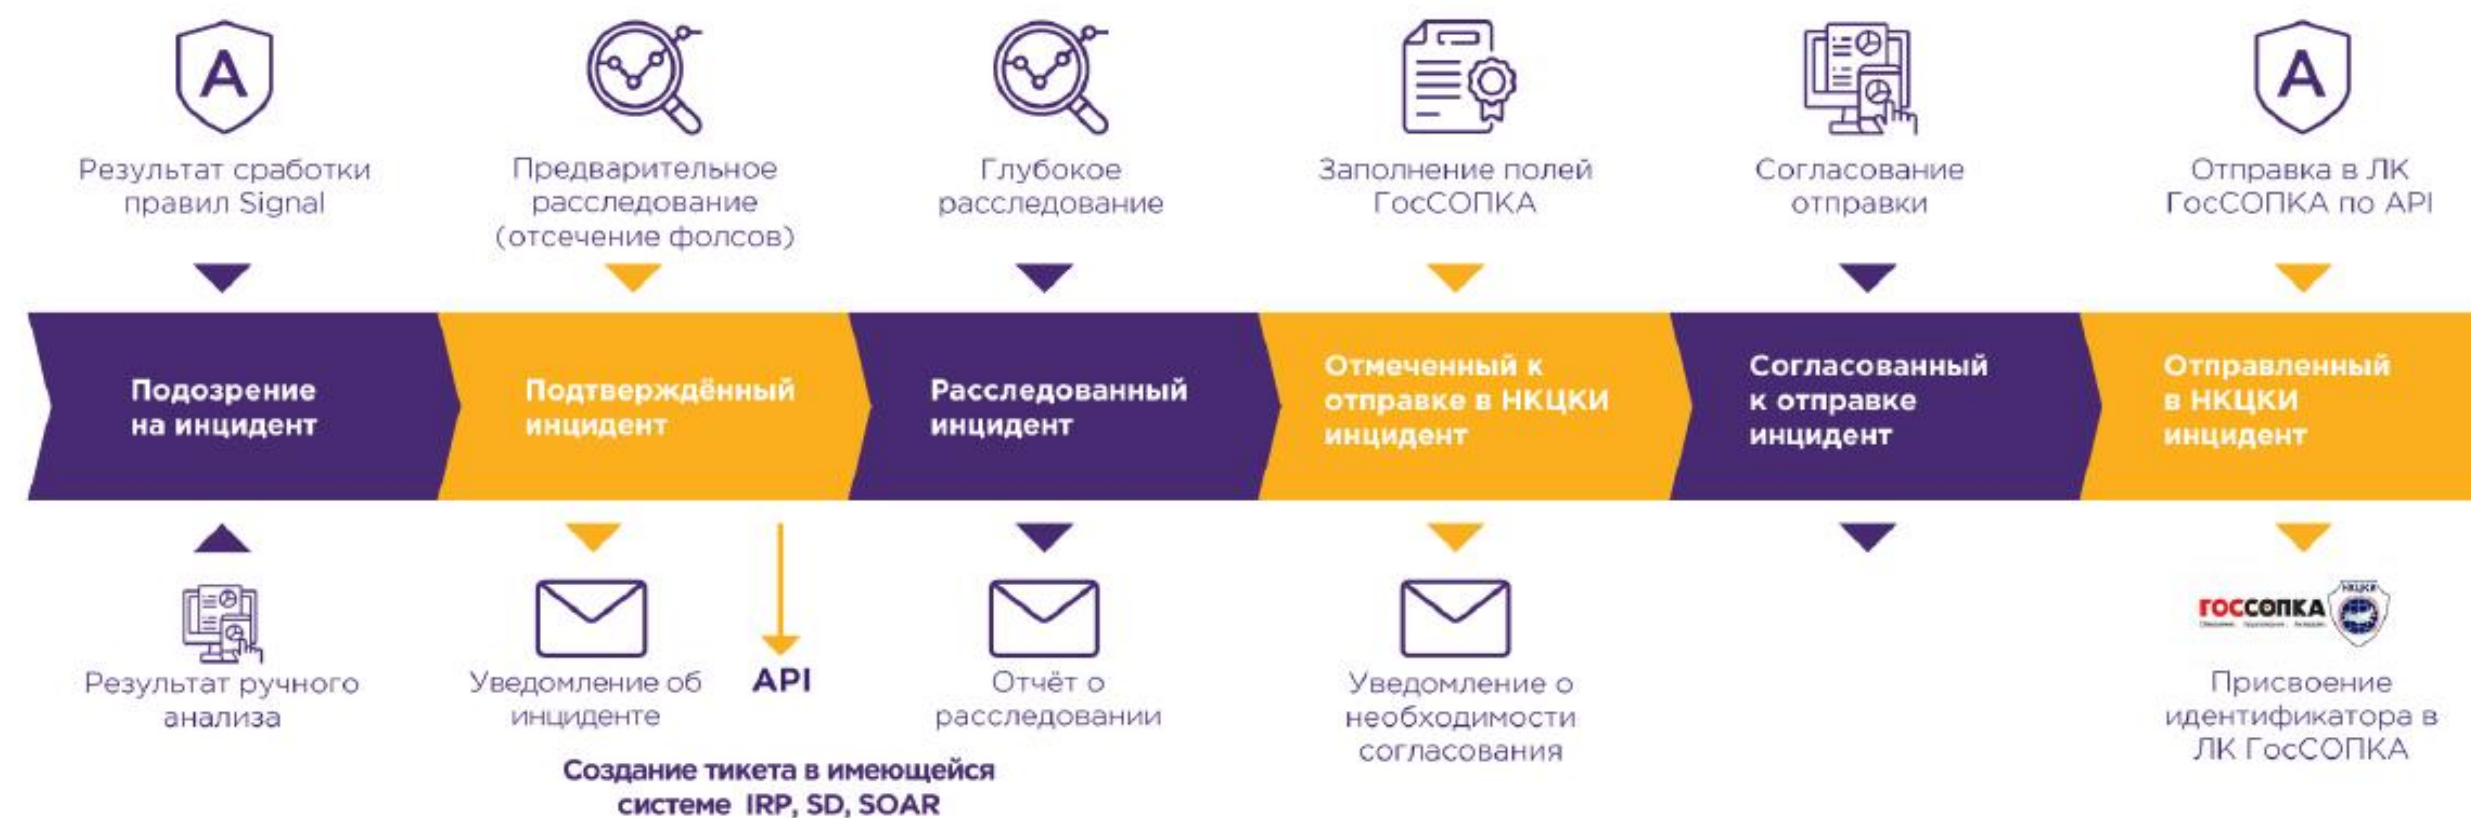 A
Результат сработки
правил Signal
Предварительное
расследование
(отсечение фолсов)
Глубокое
расследование
Заполнение полей
ГосСОПКА
Согласование
отправки
A
Отправка в ЛК
ГосСОПКА по API
Подозрение
на инцидент
Подтверждённый
инцидент
Расследованный
инцидент
Отмеченный к
отправке в НКЦКИ
инцидент
Согласованный
к отправке
инцидент
Отправленный
в НКЦКИ
инцидент
Результат ручного
анализа
Уведомление об
инциденте
API
Создание тикета в имеющейся
системе IRP, SD, SOAR
Отчёт о
расследовании
Уведомление о
необходимости
согласования
НКЦКИ
ГОССОПКА
Присвоение
идентификатора в
ЛК ГосСОПКА